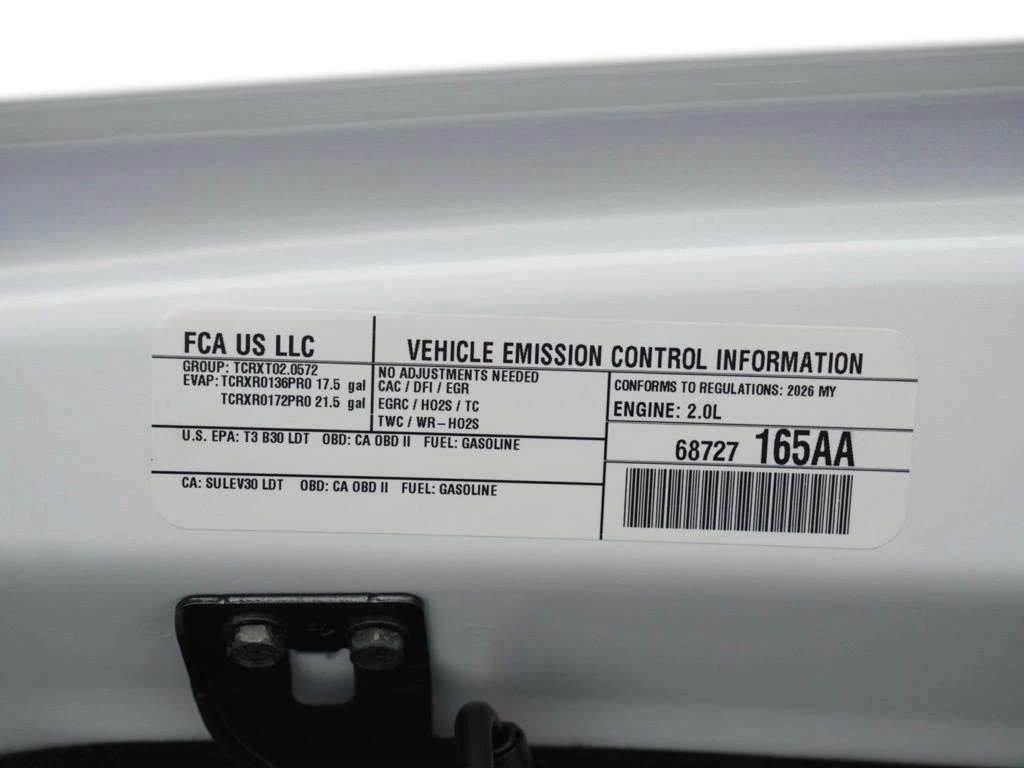 FCA US LLC
VEHICLE EMISSION CONTROL INFORMATION
GROUP: TCRXT02.0572
EVAP: TCRXR0136PR0 17.5 gal
TCRXR0172PR0 21.5 gal
NO ADJUSTMENTS NEEDED
CAC / DFI / EGR
EGRC / HO2S / TC
TWC / WR-HO2S
CONFORMS TO REGULATIONS: 2026 MY
ENGINE: 2.0L
68727 165AA
U.S. EPA: T3 B30 LDT OBD: CA OBD II FUEL: GASOLINE
CA: SULEV30 LDT OBD: CA OBD II FUEL: GASOLINE